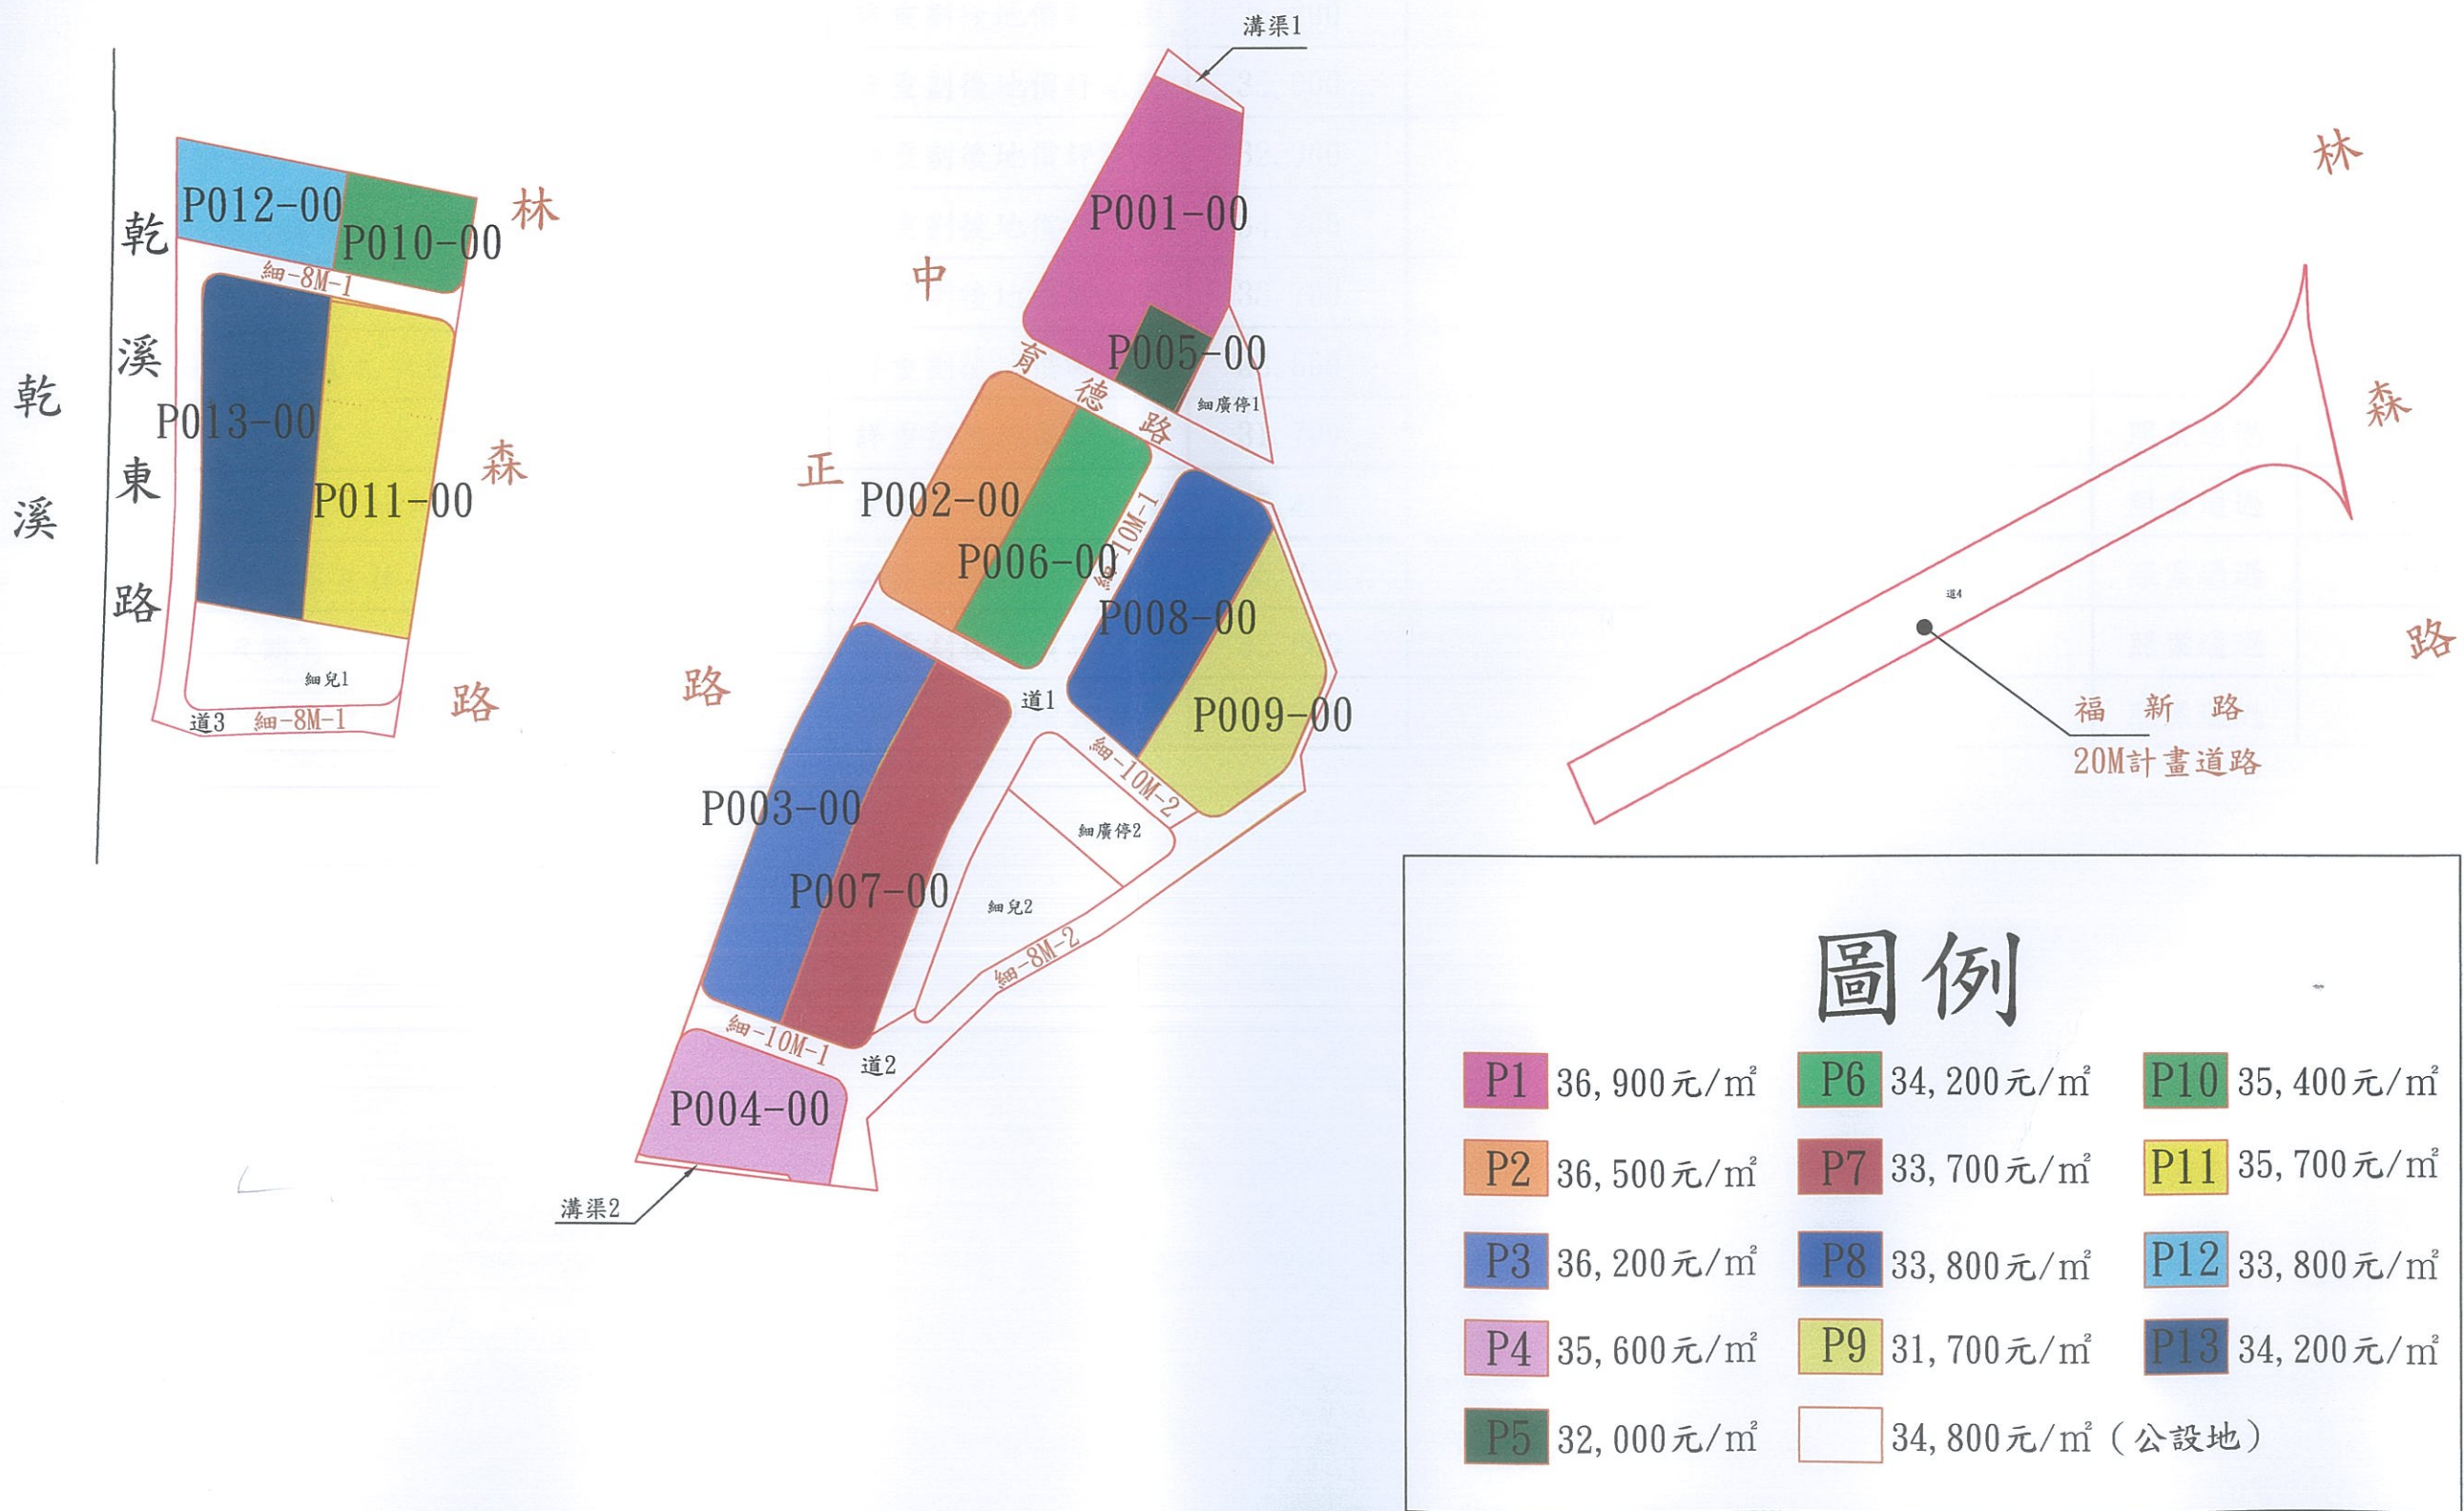 溝渠1
乾溪
乾溪東路
P012-00
P010-00
林森路
細-8M-1
P013-00
P011-00
細兒1
道3
細-8M-1
中正路
P001-00
P005-00
育德路
細廣停1
P002-00
P006-00
細-10M-1
P008-00
P009-00
道1
細-10M-2
P003-00
P007-00
細廣停2
細兒2
細-8M-2
細-10M-1
道2
P004-00
溝渠2
林森路
道4
福新路
20M計畫道路
圖例
P1 36,900元/㎡
P6 34,200元/㎡
P10 35,400元/㎡
P2 36,500元/㎡
P7 33,700元/㎡
P11 35,700元/㎡
P3 36,200元/㎡
P8 33,800元/㎡
P12 33,800元/㎡
P4 35,600元/㎡
P9 31,700元/㎡
P13 34,200元/㎡
P5 32,000元/㎡
34,800元/㎡（公設地）